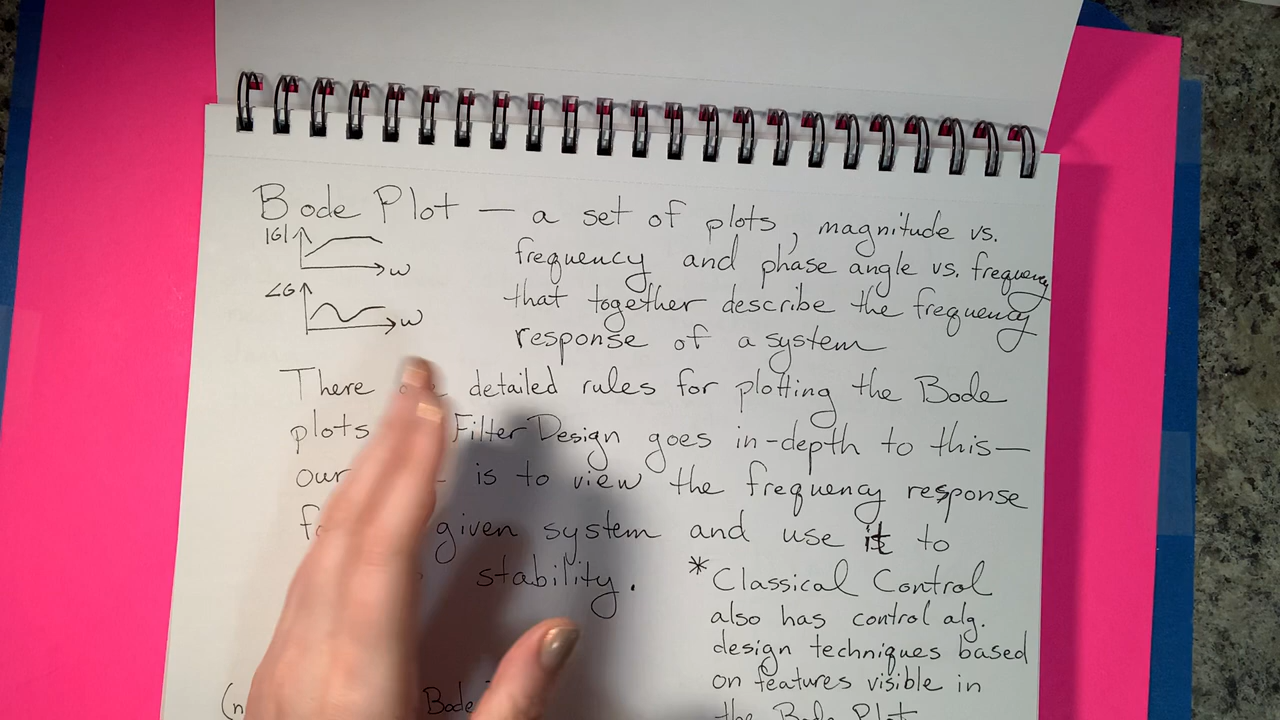 Bode Plot — a set of plots, magnitude vs.
frequency and phase angle vs. frequency
that together describe the frequency
response of a system
|G|
ω
∠G
ω
There detailed rules for plotting the Bode
plots Filter Design goes in-depth to this—
our is to view the frequency response
given system and use it to
stability.
* Classical Control
also has control alg.
design techniques based
on features visible in
the Bode Plot
Bode